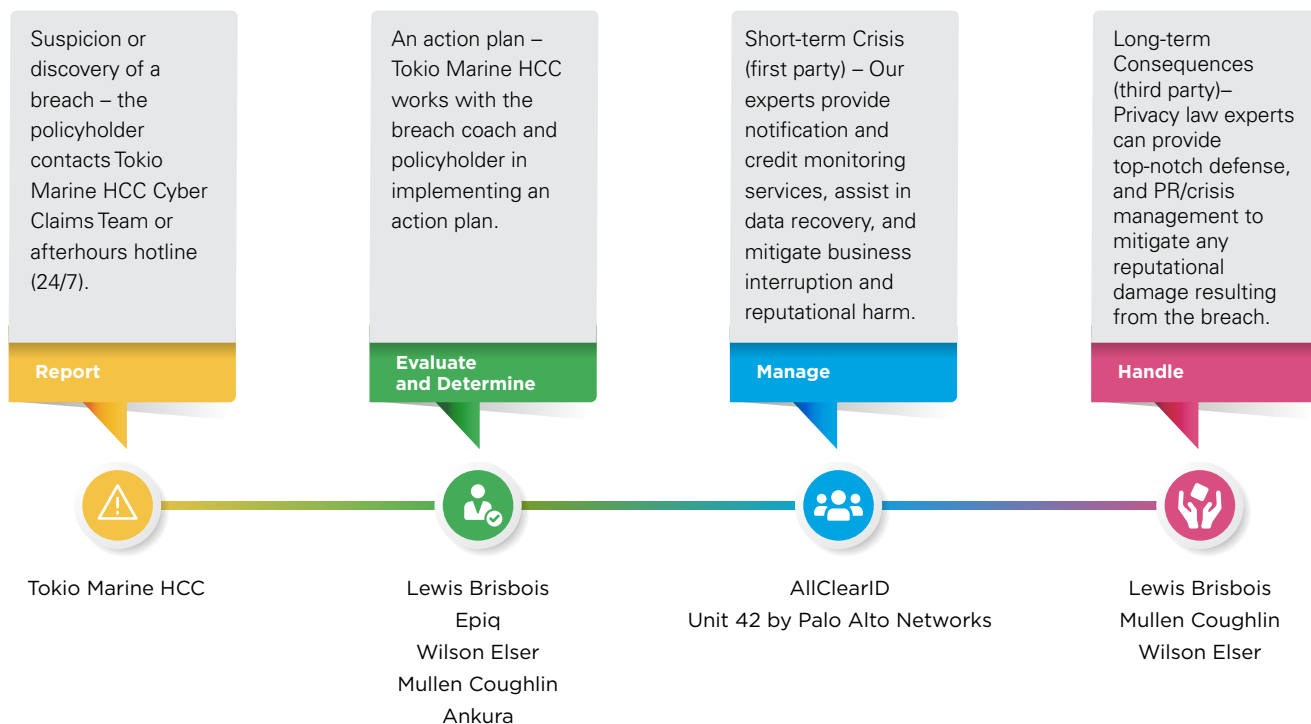 Suspicion or
discovery of a
breach – the
policyholder
contacts Tokio
Marine HCC Cyber
Claims Team or
afterhours hotline
(24/7).
Report
Tokio Marine HCC
An action plan –
Tokio Marine HCC
works with the
breach coach and
policyholder in
implementing an
action plan.
Evaluate
and Determine
Lewis Brisbois
Epiq
Wilson Elser
Mullen Coughlin
Ankura
Short-term Crisis
(first party) – Our
experts provide
notification and
credit monitoring
services, assist in
data recovery, and
mitigate business
interruption and
reputational harm.
Manage
AllClearID
Unit 42 by Palo Alto Networks
Long-term
Consequences
(third party)–
Privacy law experts
can provide
top-notch defense,
and PR/crisis
management to
mitigate any
reputational
damage resulting
from the breach.
Handle
Lewis Brisbois
Mullen Coughlin
Wilson Elser